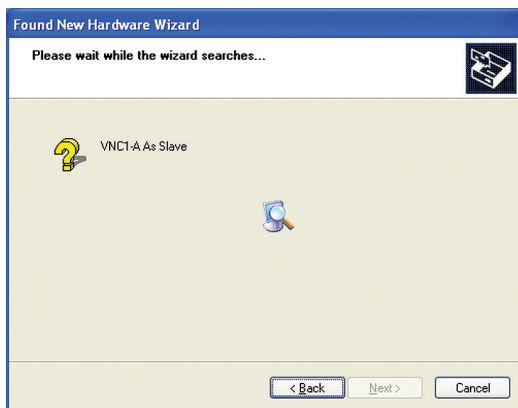 Found New Hardware Wizard
Please wait while the wizard searches...
VNC1-A As Slave
< Back
Next >
Cancel